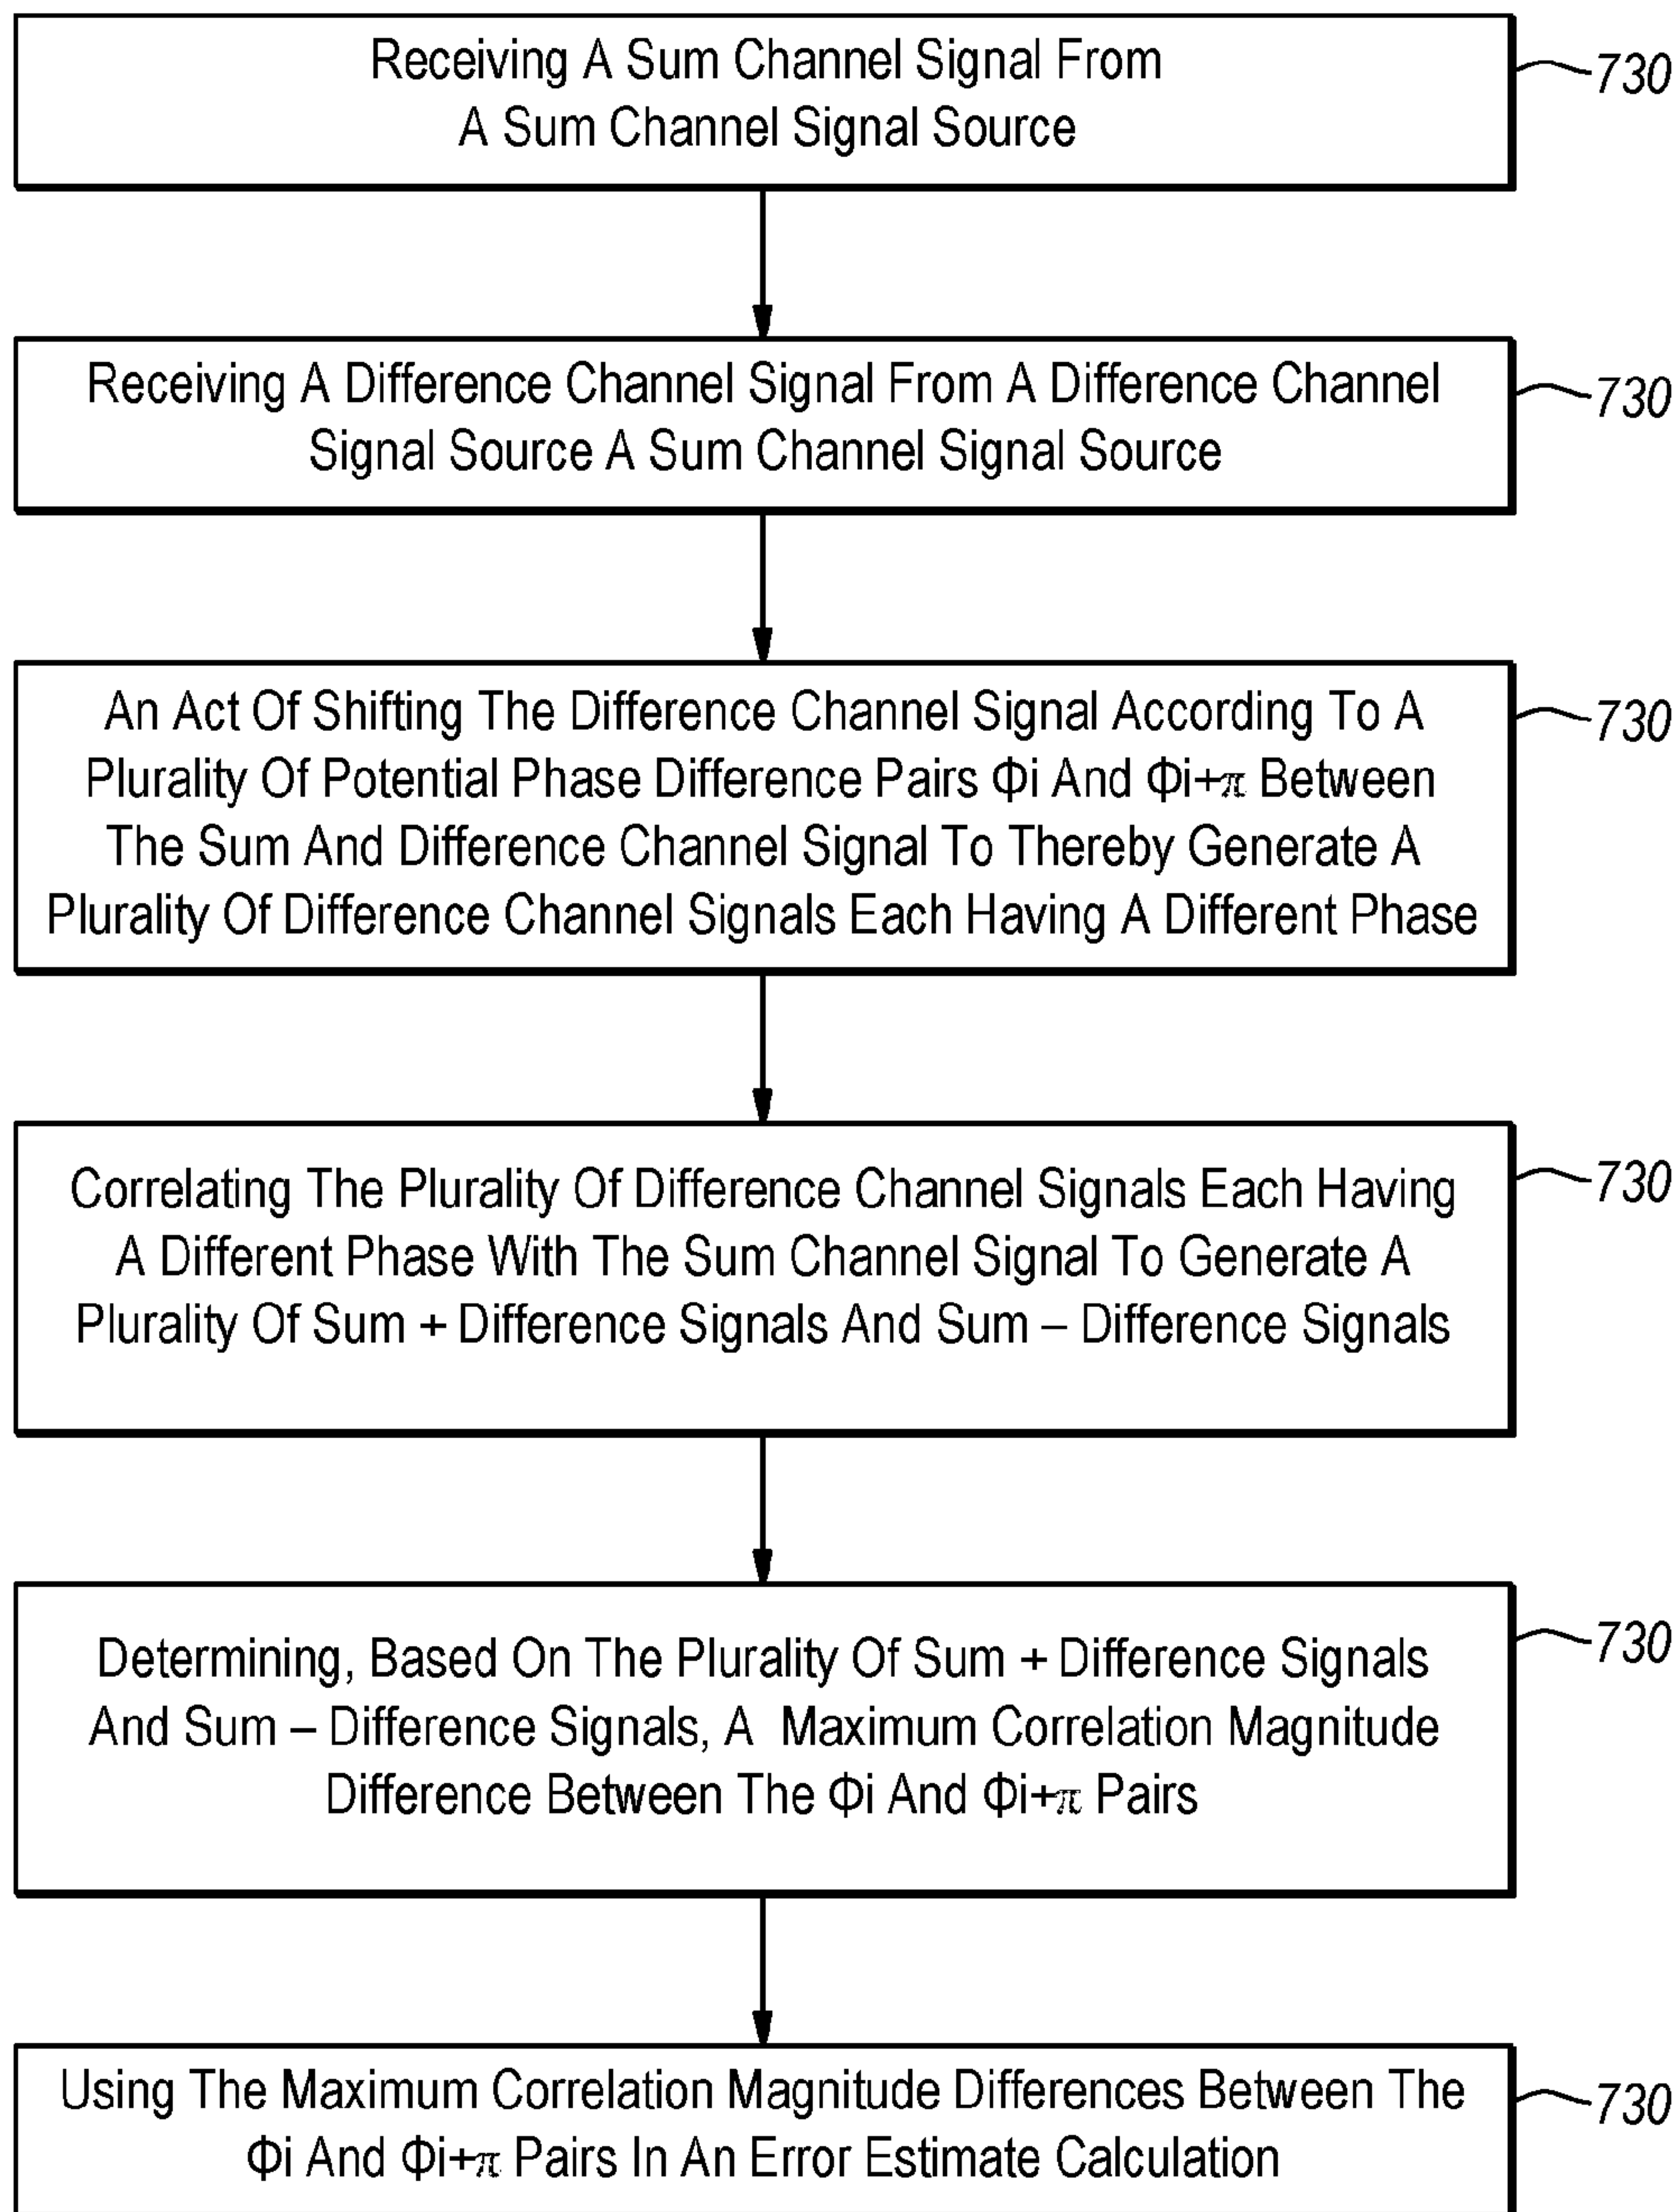 Receiving A Sum Channel Signal From
A Sum Channel Signal Source
730
Receiving A Difference Channel Signal From A Difference Channel
Signal Source A Sum Channel Signal Source
730
An Act Of Shifting The Difference Channel Signal According To A
Plurality Of Potential Phase Difference Pairs Φi And Φi+π Between
The Sum And Difference Channel Signal To Thereby Generate A
Plurality Of Difference Channel Signals Each Having A Different Phase
730
Correlating The Plurality Of Difference Channel Signals Each Having
A Different Phase With The Sum Channel Signal To Generate A
Plurality Of Sum + Difference Signals And Sum – Difference Signals
730
Determining, Based On The Plurality Of Sum + Difference Signals
And Sum – Difference Signals, A Maximum Correlation Magnitude
Difference Between The Φi And Φi+π Pairs
730
Using The Maximum Correlation Magnitude Differences Between The
Φi And Φi+π Pairs In An Error Estimate Calculation
730